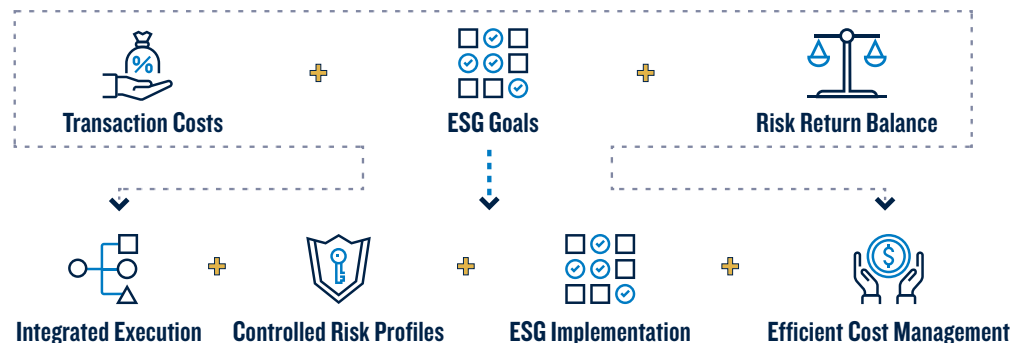 %
Transaction Costs
ESG Goals
Risk Return Balance
$
Integrated Execution
Controlled Risk Profiles
ESG Implementation
Efficient Cost Management